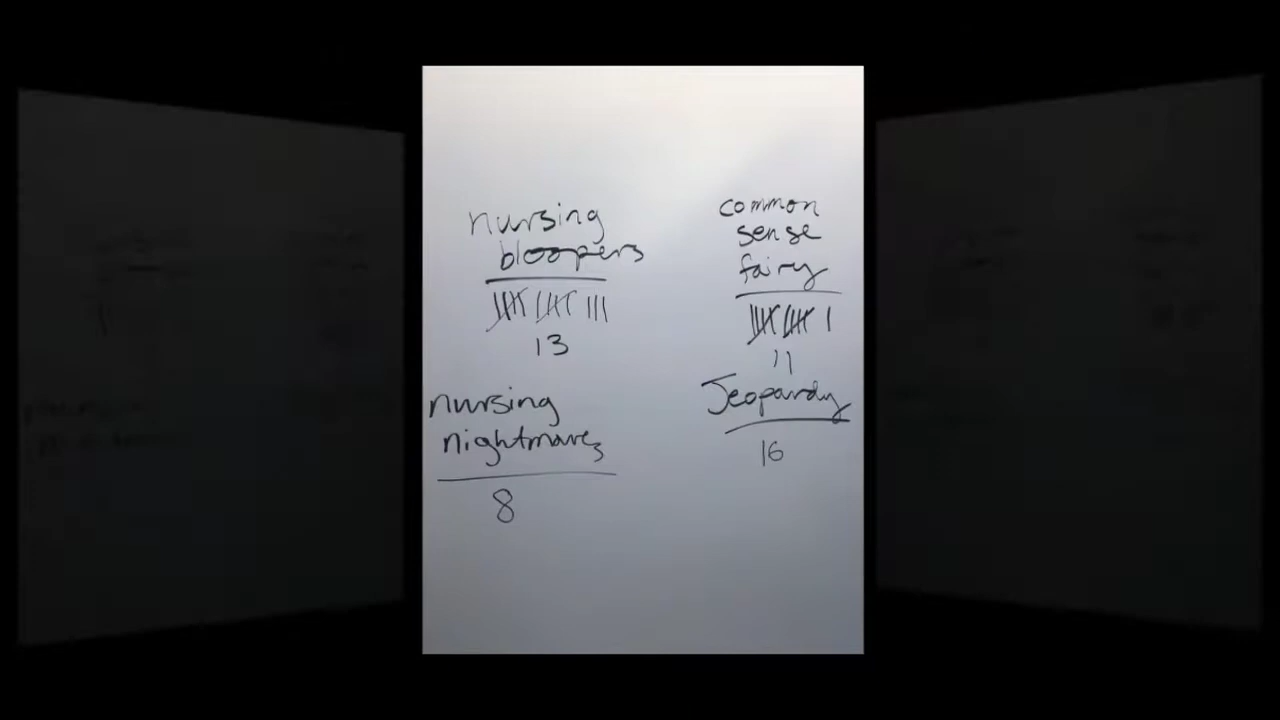 nursing
bloopers
13
common
sense
fairy
11
nursing
nightmares
8
Jeopardy
16